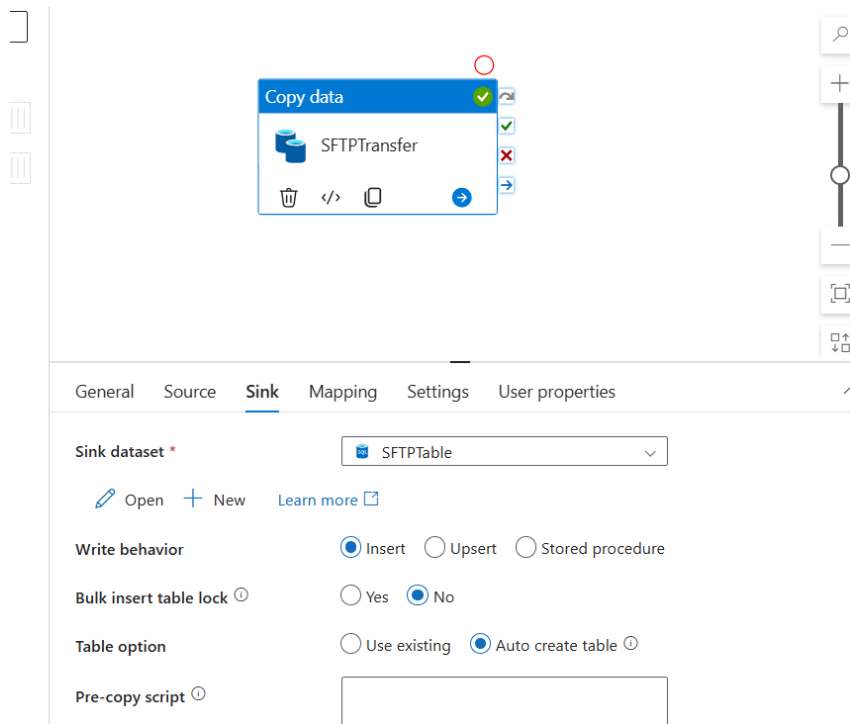 Copy data
SFTPTransfer
</>
General Source Sink Mapping Settings User properties
Sink dataset * SQL SFTPTable
Open New Learn more
Write behavior Insert Upsert Stored procedure
Bulk insert table lock Yes No
Table option Use existing Auto create table
Pre-copy script